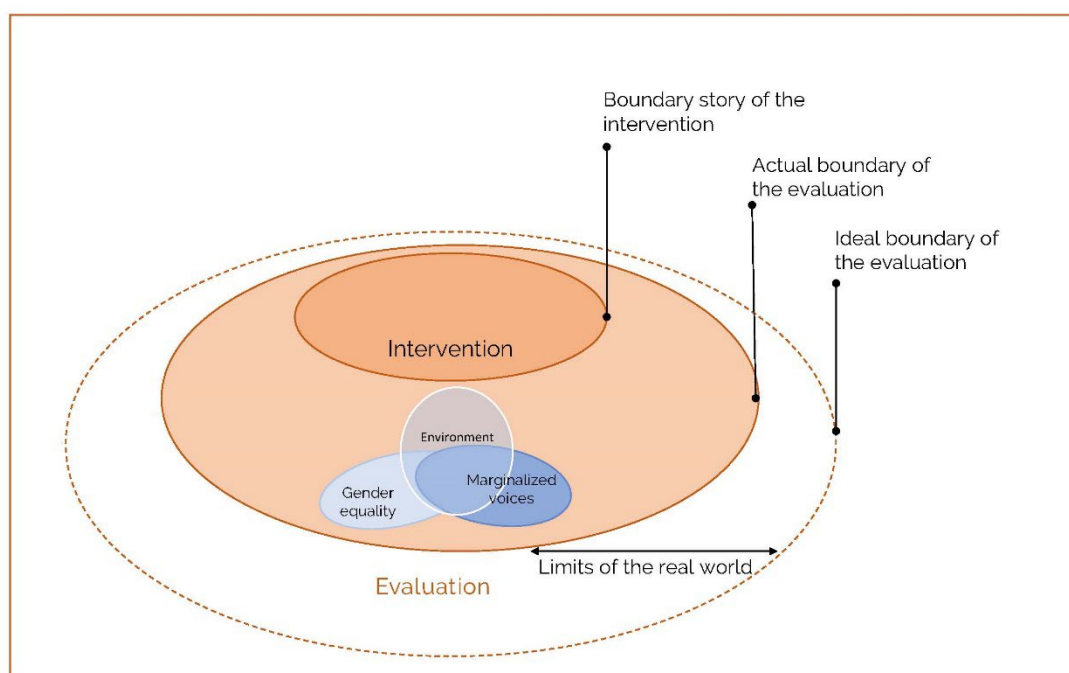 Boundary story of the
intervention
Actual boundary of
the evaluation
Ideal boundary of
the evaluation
Intervention
Environment
Gender
equality
Marginalized
voices
Limits of the real world
Evaluation